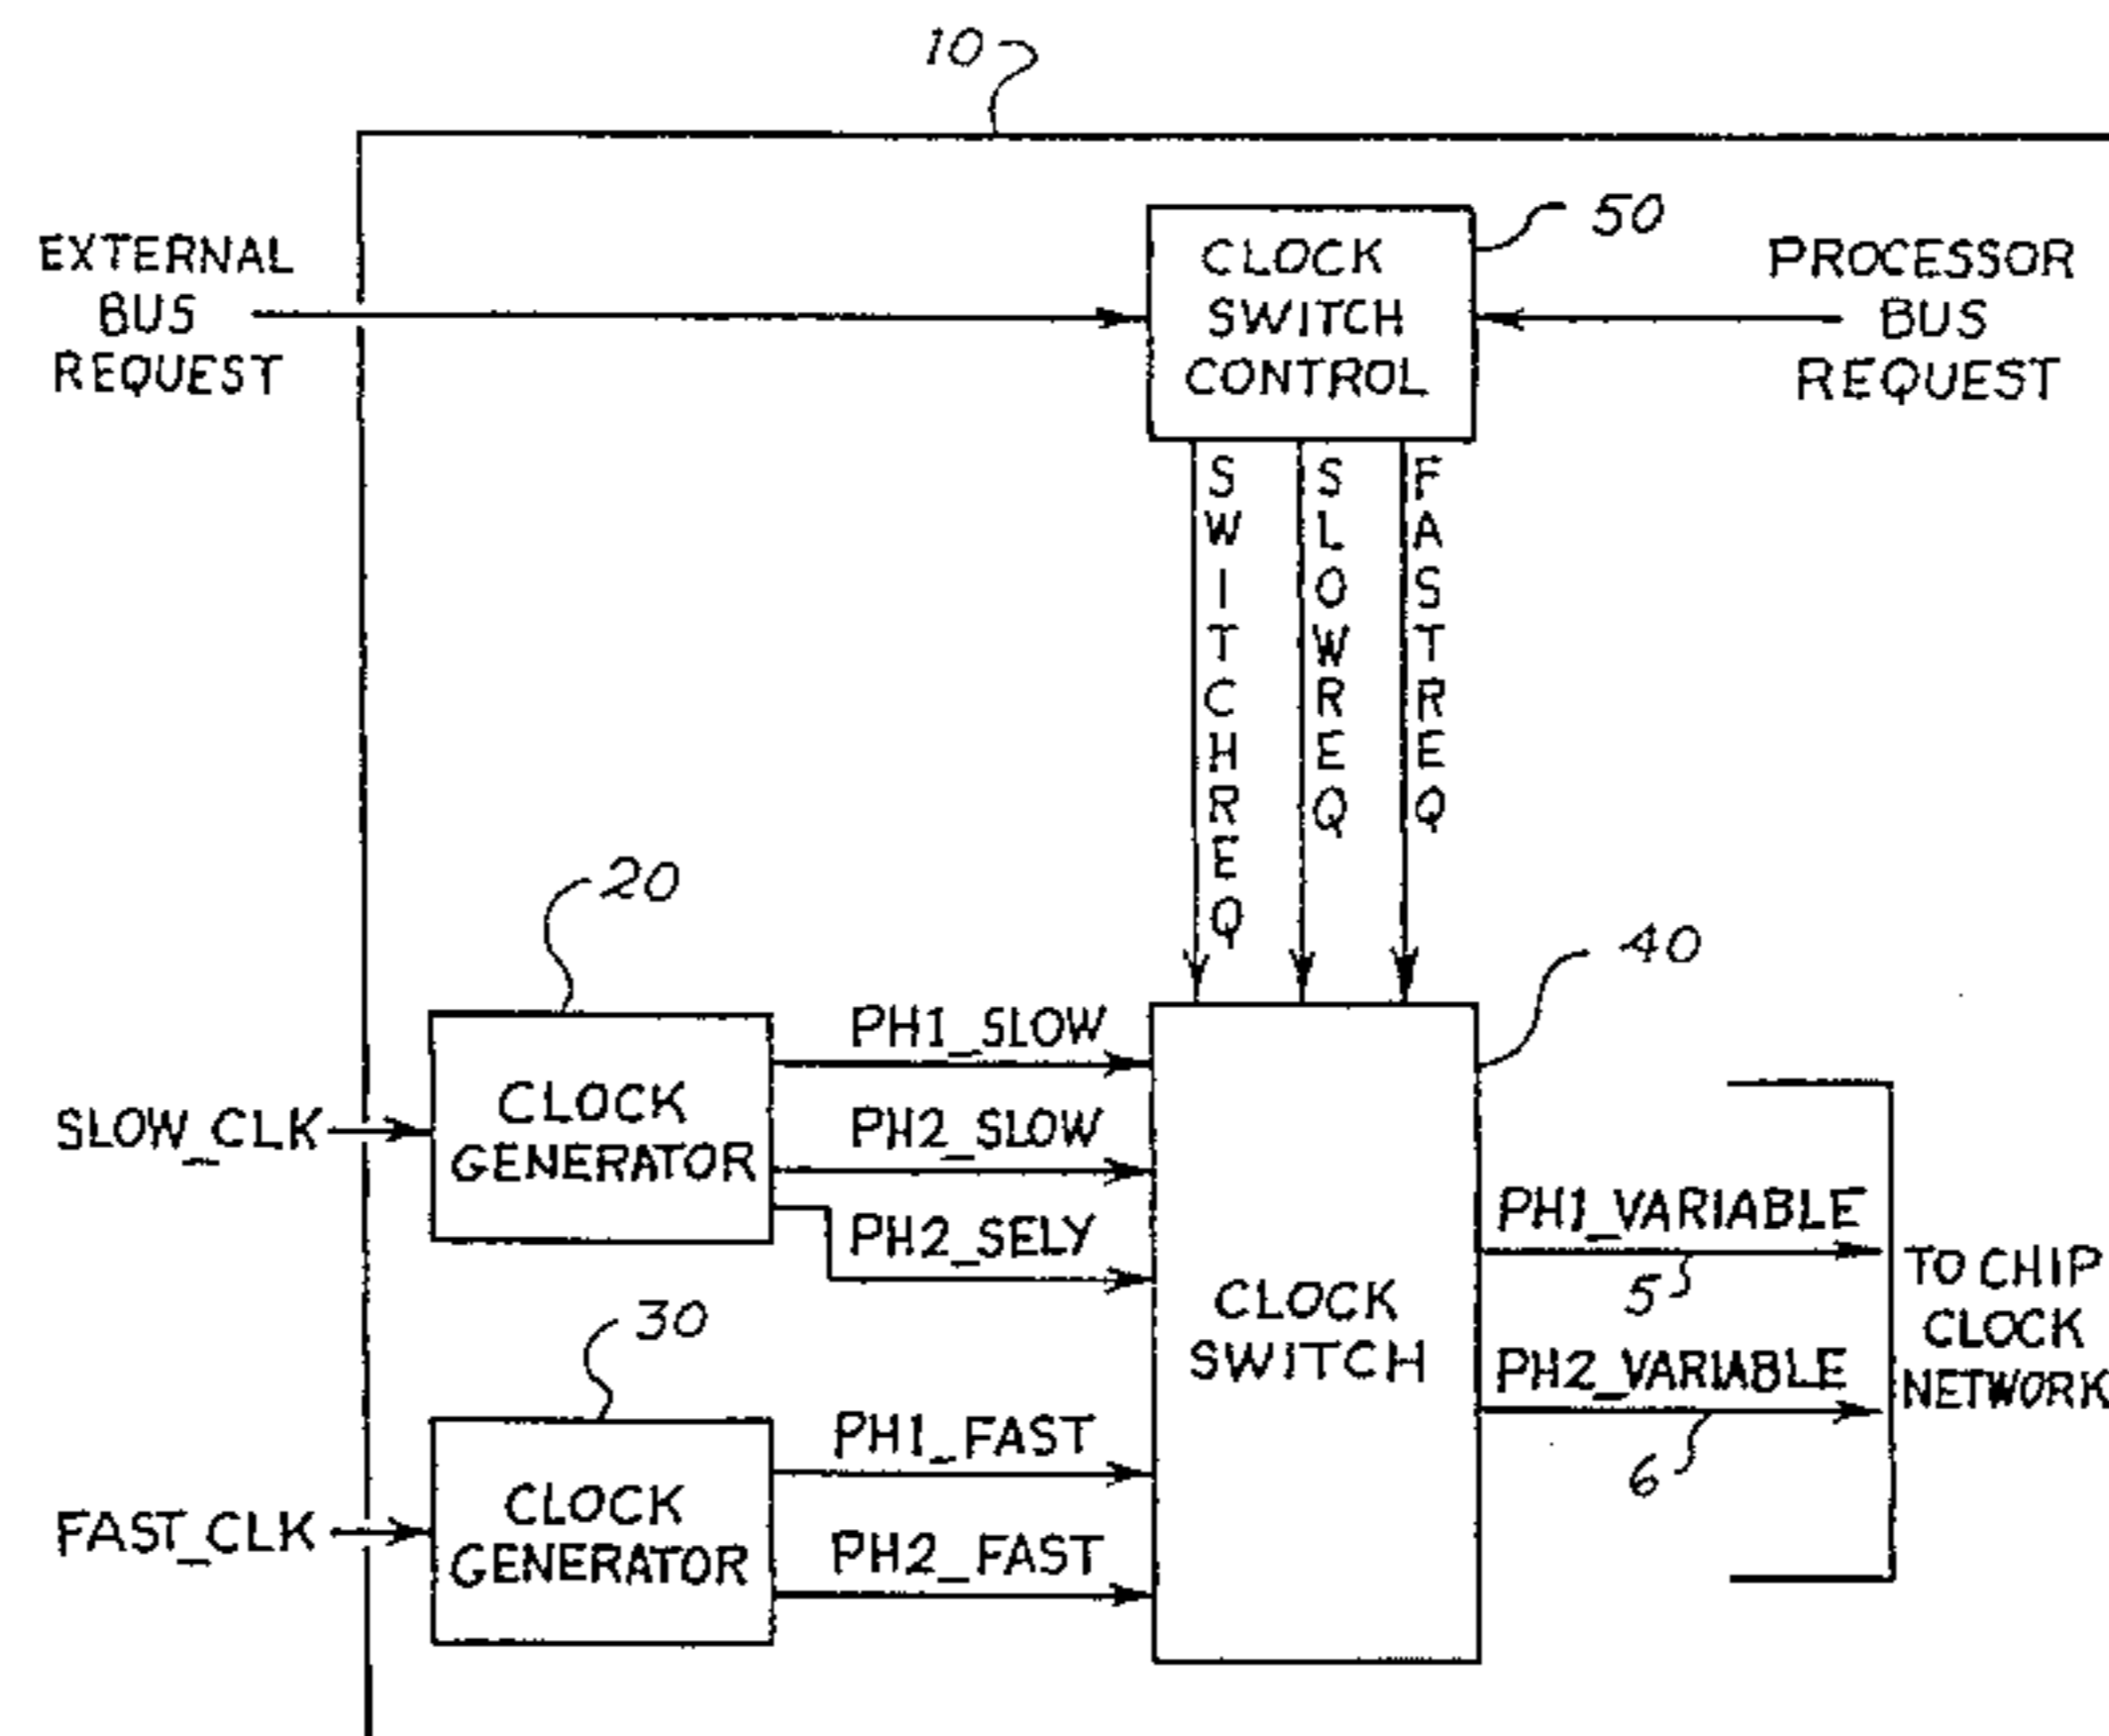 10
EXTERNAL
BUS
REQUEST
CLOCK
SWITCH
CONTROL
50
PROCESSOR
BUS
REQUEST
SWITCHREQ
SLOWREQ
FASTREQ
20
40
SLOW_CLK
CLOCK
GENERATOR
PH1_SLOW
PH2_SLOW
PH2_SELY
30
FAST_CLK
CLOCK
GENERATOR
PH1_FAST
PH2_FAST
CLOCK
SWITCH
PH1_VARIABLE
5
PH2_VARIABLE
6
TO CHIP
CLOCK
NETWORK